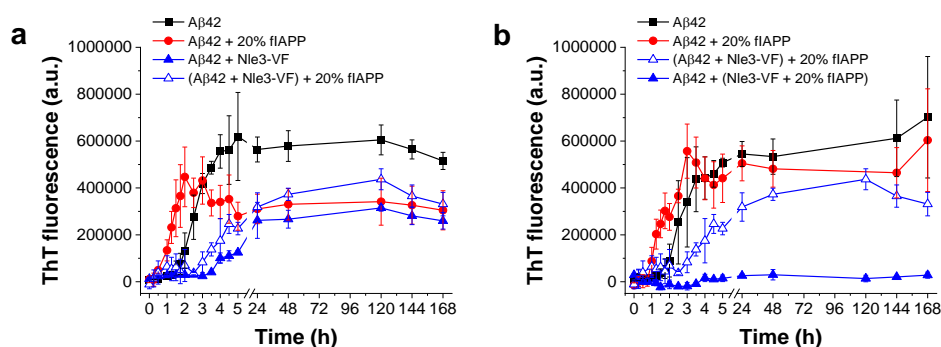 a
Aβ42
Aβ42 + 20% fIAPP
Aβ42 + Nle3-VF
(Aβ42 + Nle3-VF) + 20% fIAPP
ThT fluorescence (a.u.)
1000000
800000
600000
400000
200000
0
0 1 2 3 4 5 24 48 72 96 120 144 168
Time (h)
b
Aβ42
Aβ42 + 20% fIAPP
(Aβ42 + Nle3-VF) + 20% fIAPP
Aβ42 + (Nle3-VF + 20% fIAPP)
ThT fluorescence (a.u.)
1000000
800000
600000
400000
200000
0
0 1 2 3 4 5 24 48 72 96 120 144 168
Time (h)